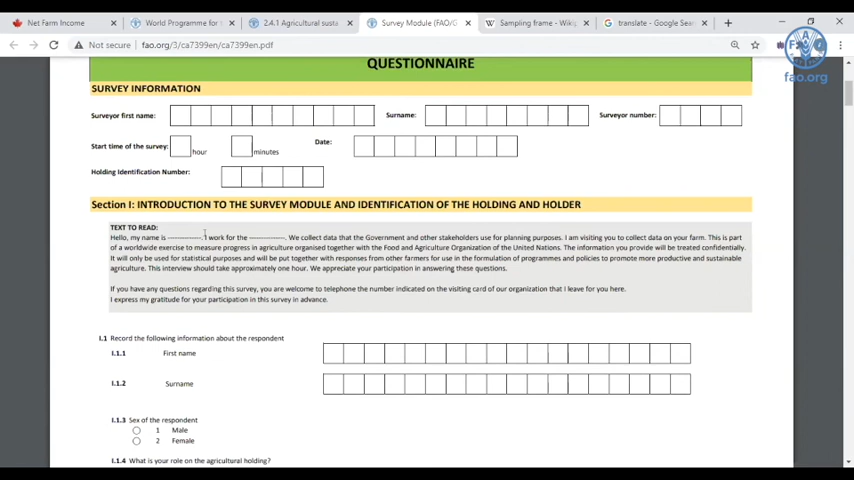 Net Farm Income
World Programme for
2.4.1 Agricultural susta
Survey Module (FAO/G
Sampling frame - Wiki
translate - Google Sear
Not secure
fao.org/3/ca7399en/ca7399en.pdf
fao.org
QUESTIONNAIRE
SURVEY INFORMATION
Surveyor first name:
Surname:
Surveyor number:
Start time of the survey:
hour
minutes
Date:
Holding Identification Number:
Section I: INTRODUCTION TO THE SURVEY MODULE AND IDENTIFICATION OF THE HOLDING AND HOLDER
TEXT TO READ:
Hello, my name is --------------. I work for the ---------------. We collect data that the Government and other stakeholders use for planning purposes. I am visiting you to collect data on your farm. This is part
of a worldwide exercise to measure progress in agriculture organised together with the Food and Agriculture Organization of the United Nations. The information you provide will be treated confidentially.
It will only be used for statistical purposes and will be put together with responses from other farmers for use in the formulation of programmes and policies to promote more productive and sustainable
agriculture. This interview should take approximately one hour. We appreciate your participation in answering these questions.
If you have any questions regarding this survey, you are welcome to telephone the number indicated on the visiting card of our organization that I leave for you here.
I express my gratitude for your participation in this survey in advance.
I.1 Record the following information about the respondent
I.1.1 First name
I.1.2 Surname
I.1.3 Sex of the respondent
1 Male
2 Female
I.1.4 What is your role on the agricultural holding?